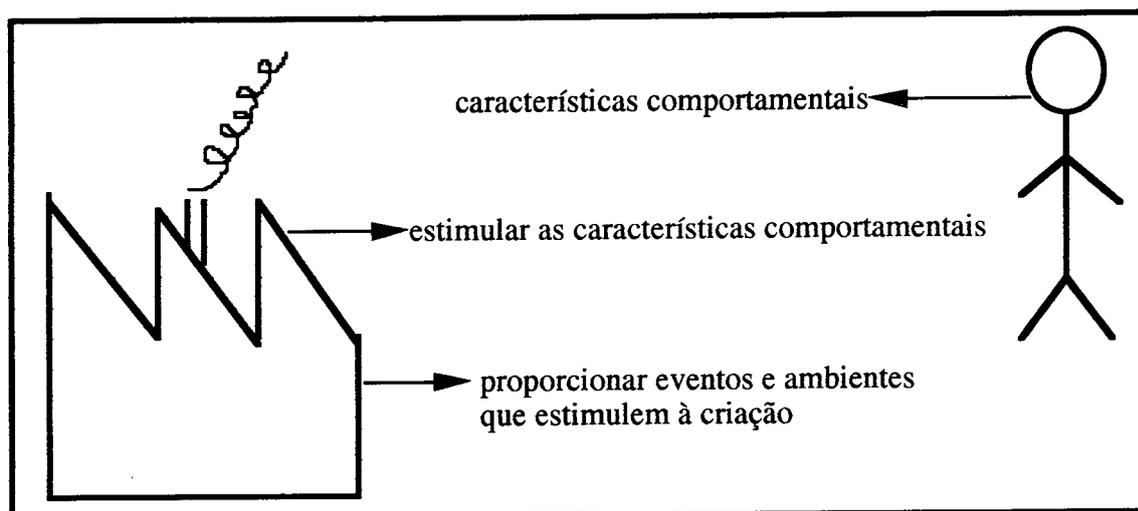 características comportamentais
estimular as características comportamentais
proporcionar eventos e ambientes
que estimulem à criação